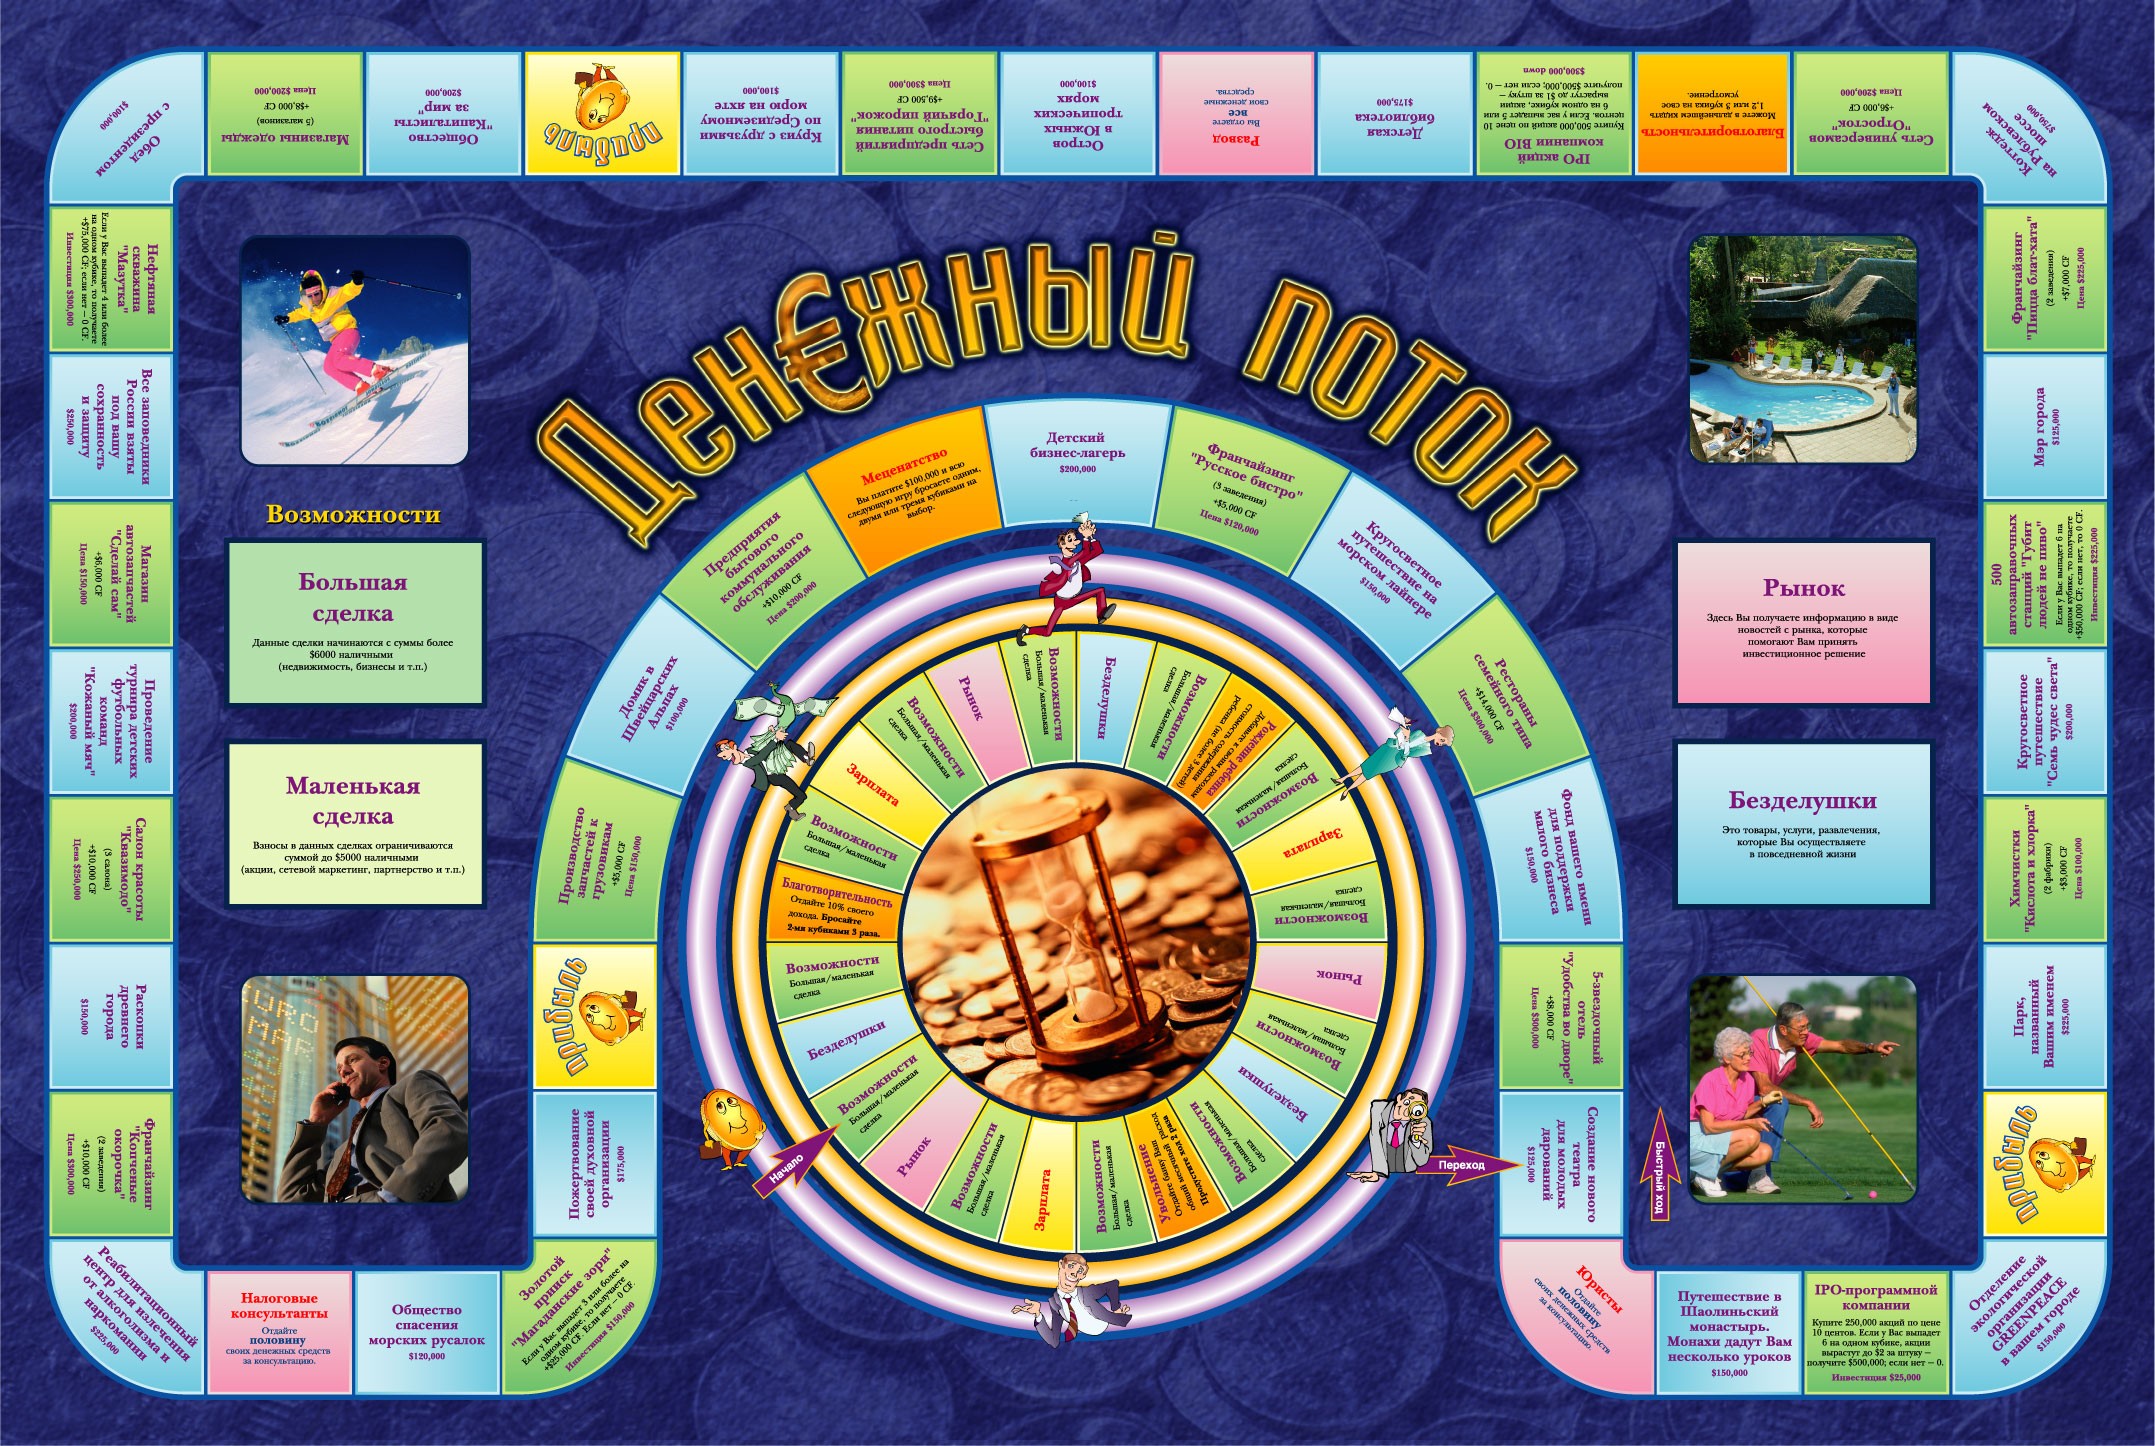 Обед
с президентом
$100,000
Магазины одежды
(5 магазинов)
+$8,000 CF
Цена $200,000
Общество
"Капиталисты
за мир"
$200,000
прибыль
Круиз с друзьями
по Средиземному
морю на яхте
$100,000
Сеть предприятий
быстрого питания
"Горячий пирожок"
+$9,500 CF
Цена $300,000
Остров
в Южных
тропических
морях
$100,000
Развод
Вы отдаете
все
свои денежные
средства.
Детская
библиотека
$175,000
IPO акций
компании BIO
Купите 500,000 акций по цене 10
центов. Если у вас выпадет 5 или
6 на одном кубике, акции
вырастут до $1 за штуку —
получите $500,000; если нет — 0.
$300,000 down
Благотворительность
Можете в дальнейшем кидать
1,2 или 3 кубика на свое
усмотрение.
Сеть универсамов
"Отросток"
+$6,000 CF
Цена $200,000
Коттедж
на Рублевском
шоссе
$750,000
Франчайзинг
"Пицца блат-хата"
(2 заведения)
+$7,000 CF
Цена $225,000
Мэр города
$125,000
500
автозаправочных
станций "Губит
людей не пиво"
Если у Вас выпадет 6 на
одном кубике, то получаете
+$50,000 CF; если нет, то 0 CF.
Инвестиция $225,000
Кругосветное
путешествие
"Семь чудес света"
$200,000
Химчистки
"Кислота и хлорка"
(2 фабрики)
+$3,000 CF
Цена $100,000
Парк,
названный
Вашим именем
$225,000
прибыль
Отделение
экологической
организации
GREENPEACE
в вашем городе
$150,000
IPO-программной
компании
Купите 250,000 акций по цене
10 центов. Если у Вас выпадет
6 на одном кубике, акции
вырастут до $2 за штуку —
получите $500,000; если нет — 0.
Инвестиция $25,000
Путешествие в
Шаолиньский
монастырь.
Монахи дадут Вам
несколько уроков
$150,000
Юристы
Отдайте
половину
своих денежных средств
за консультацию.
Создание нового
театра
для молодых
дарований
$125,000
5-звездочный
отель
"Удобства во дворе"
+$8,000 CF
Цена $300,000
Фонд вашего имени
для поддержки
малого бизнеса
$150,000
Рестораны
семейного типа
+$14,000 CF
Цена $300,000
Кругосветное
путешествие на
морском лайнере
$150,000
Франчайзинг
"Русское бистро"
(3 заведения)
+$5,000 CF
Цена $120,000
Детский
бизнес-лагерь
$200,000
Меценатство
Вы платите $100,000 и всю
следующую игру бросаете одним,
двумя или тремя кубиками на
выбор.
Предприятия
бытового
коммунального
обслуживания
+$10,000 CF
Цена $200,000
Домик в
Швейцарских
Альпах
$100,000
Производство
запчастей к
грузовикам
+$5,000 CF
Цена $150,000
прибыль
Пожертвование
своей духовной
организации
$175,000
Золотой
прииск
"Магаданские зори"
Если у Вас выпадет 3 или более на
одном кубике, то получаете
+$25,000 CF. Если нет — 0 CF.
Инвестиция $150,000
Общество
спасения
морских русалок
$120,000
Налоговые
консультанты
Отдайте
половину
своих денежных средств
за консультацию.
Реабилитационный
центр для излечения
от алкоголизма и
наркомании
$225,000
Франчайзинг
"Копченые
окорочка"
(2 заведения)
+$10,000 CF
Цена $300,000
Раскопки
древнего
города
$150,000
Салон красоты
"Квазимодо"
(3 салона)
+$10,000 CF
Цена $250,000
Проведение
турнира детских
футбольных
команд
"Кожаный мяч"
$200,000
Магазин
автозапчастей
"Сделай сам"
+$6,000 CF
Цена $150,000
Все заповедники
России взяты
под вашу
сохранность
и защиту
$250,000
Нефтяная
скважина
"Мазутка"
Если у Вас выпадет 4 или более
на одном кубике, то получаете
+$75,000 CF; если нет — 0 CF.
Инвестиция $300,000
Ден€жный поток
Возможности
Большая
сделка
Данные сделки начинаются с суммы более
$6000 наличными
(недвижимость, бизнесы и т.п.)
Маленькая
сделка
Взносы в данных сделках ограничиваются
суммой до $5000 наличными
(акции, сетевой маркетинг, партнерство и т.п.)
Рынок
Здесь Вы получаете информацию в виде
новостей с рынка, которые
помогают Вам принять
инвестиционное решение
Безделушки
Это товары, услуги, развлечения,
которые Вы осуществляете
в повседневной жизни
Начало
Переход
Быстрый ход
Возможности
Большая/маленькая
сделка
Безделушки
Возможности
Большая/маленькая
сделка
Благотворительность
Отдайте 10% своего
дохода. Бросайте
2-мя кубиками 3 раза.
Возможности
Большая/маленькая
сделка
Зарплата
Возможности
Большая/маленькая
сделка
Рынок
Возможности
Большая/маленькая
сделка
Безделушки
Возможности
Большая/маленькая
сделка
Рождение ребенка
Добавьте к своим расходам
стоимость содержания
ребенка (не более 3 детей)
Возможности
Большая/маленькая
сделка
Зарплата
Возможности
Большая/маленькая
сделка
Рынок
Возможности
Большая/маленькая
сделка
Безделушки
Возможности
Большая/маленькая
сделка
Увольнение
Отдайте банку Ваш
общий месячный расход
Пропустите ход 2 раза
Возможности
Большая/маленькая
сделка
Зарплата
Возможности
Большая/маленькая
сделка
Рынок